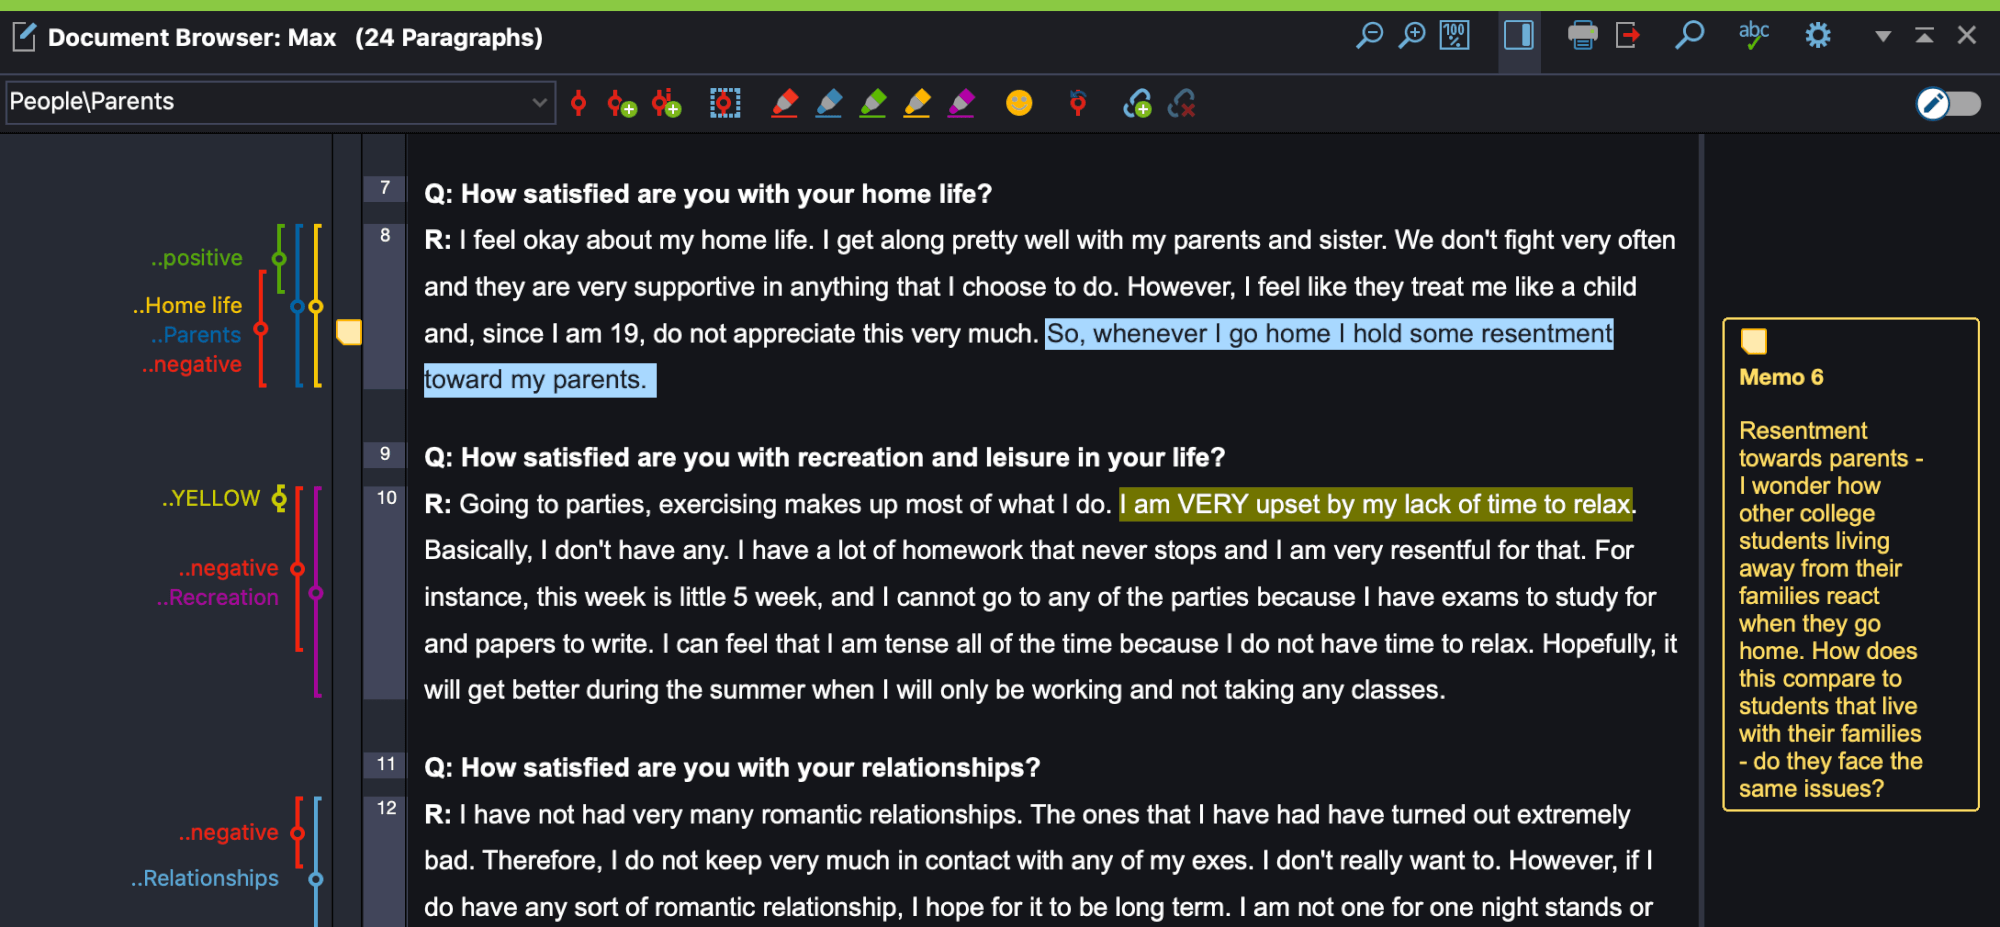 Document Browser: Max (24 Paragraphs)
100 %
abc
People\Parents
7
Q: How satisfied are you with your home life?
8
R: I feel okay about my home life. I get along pretty well with my parents and sister. We don't fight very often
and they are very supportive in anything that I choose to do. However, I feel like they treat me like a child
and, since I am 19, do not appreciate this very much. So, whenever I go home I hold some resentment
toward my parents.
..positive
..Home life
..Parents
..negative
9
Q: How satisfied are you with recreation and leisure in your life?
10
R: Going to parties, exercising makes up most of what I do. I am VERY upset by my lack of time to relax.
Basically, I don't have any. I have a lot of homework that never stops and I am very resentful for that. For
instance, this week is little 5 week, and I cannot go to any of the parties because I have exams to study for
and papers to write. I can feel that I am tense all of the time because I do not have time to relax. Hopefully, it
will get better during the summer when I will only be working and not taking any classes.
..YELLOW
..negative
..Recreation
11
Q: How satisfied are you with your relationships?
12
R: I have not had very many romantic relationships. The ones that I have had have turned out extremely
bad. Therefore, I do not keep very much in contact with any of my exes. I don't really want to. However, if I
do have any sort of romantic relationship, I hope for it to be long term. I am not one for one night stands or
..negative
..Relationships
Memo 6
Resentment
towards parents -
I wonder how
other college
students living
away from their
families react
when they go
home. How does
this compare to
students that live
with their families
- do they face the
same issues?